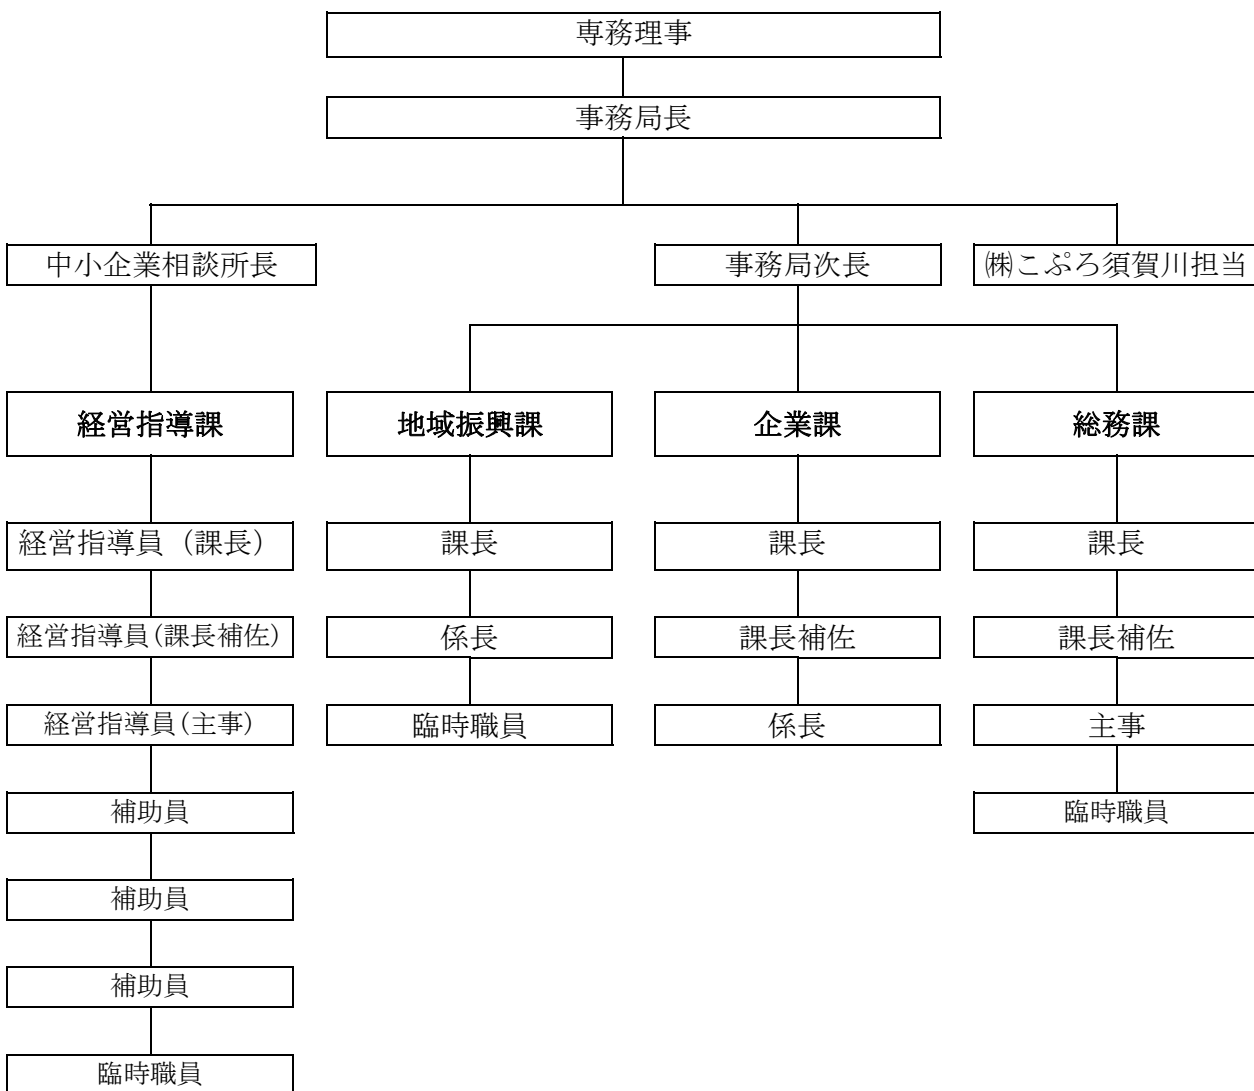 専務理事
事務局長
中小企業相談所長
事務局次長
㈱こぷろ須賀川担当
経営指導課
地域振興課
企業課
総務課
経営指導員（課長）
課長
課長
課長
経営指導員(課長補佐)
係長
課長補佐
課長補佐
経営指導員(主事)
臨時職員
係長
主事
補助員
臨時職員
補助員
補助員
臨時職員